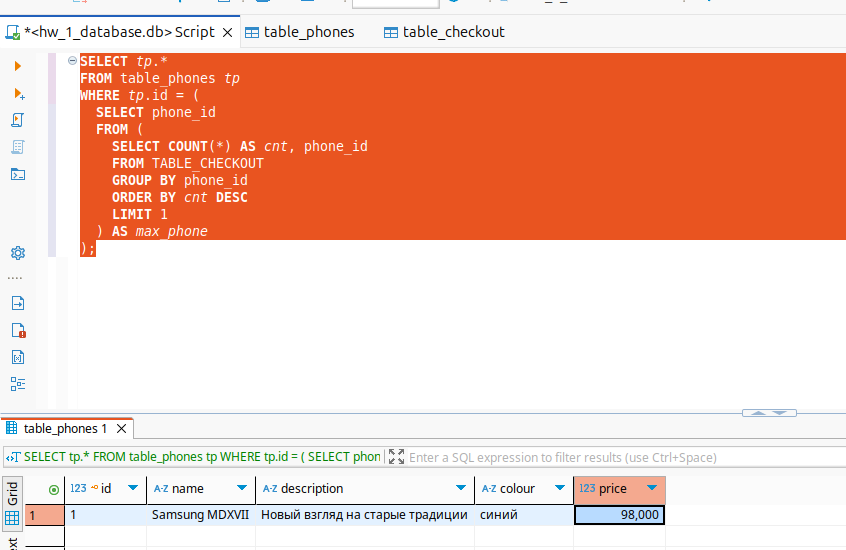 *<hw_1_database.db> Script
table_phones
table_checkout
SELECT tp.*
FROM table_phones tp
WHERE tp.id = (
SELECT phone_id
FROM (
SELECT COUNT(*) AS cnt, phone_id
FROM TABLE_CHECKOUT
GROUP BY phone_id
ORDER BY cnt DESC
LIMIT 1
) AS max_phone
);
table_phones 1
SELECT tp.* FROM table_phones tp WHERE tp.id = ( SELECT phon
Enter a SQL expression to filter results (use Ctrl+Space)
Grid
123 id
A-Z name
A-Z description
A-Z colour
123 price
1
1
Samsung MDXVII
Новый взгляд на старые традиции
синий
98,000